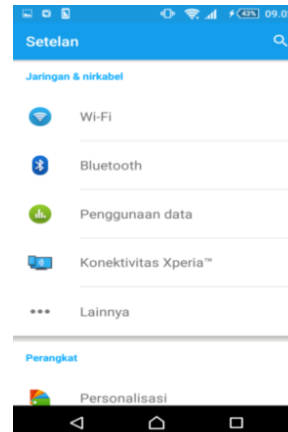 43% 09.0
Setelan
Jaringan & nirkabel
Wi-Fi
Bluetooth
Penggunaan data
Konektivitas Xperia™
Lainnya
Perangkat
Personalisasi